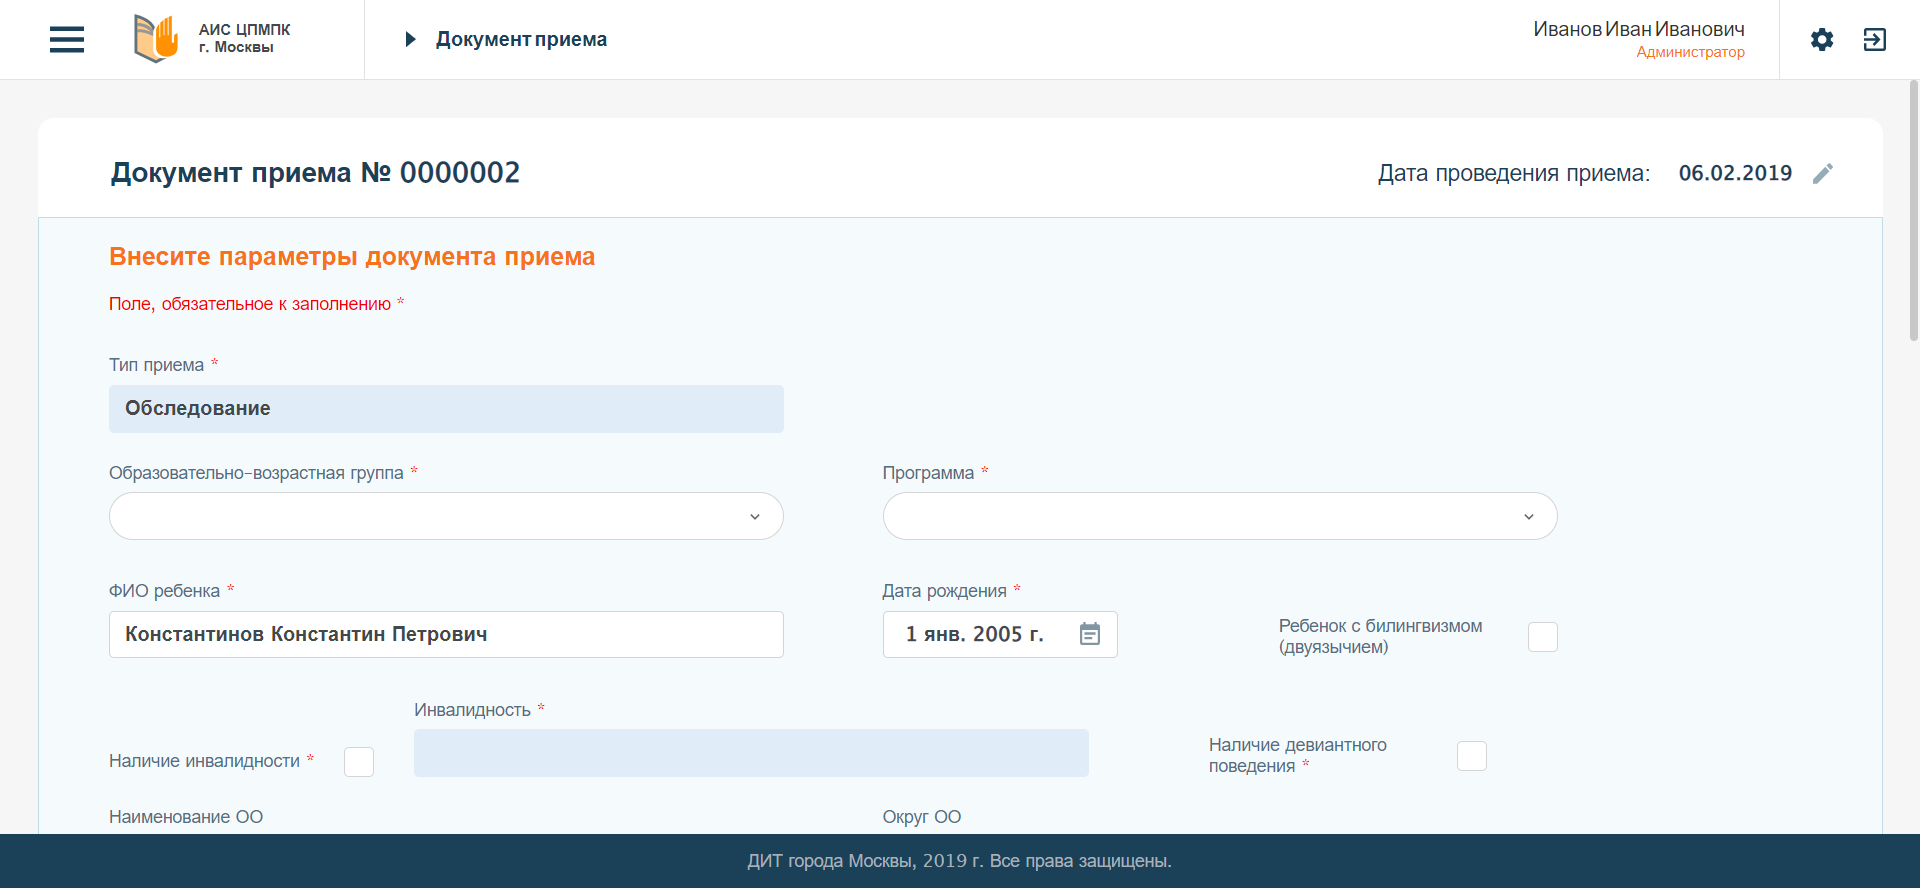 АИС ЦПМПК
г. Москвы
Документ приема
Иванов Иван Иванович
Администратор
Документ приема № 0000002
Дата проведения приема: 06.02.2019
Внесите параметры документа приема
Поле, обязательное к заполнению *
Тип приема *
Обследование
Образовательно-возрастная группа *
Программа *
ФИО ребенка *
Константинов Константин Петрович
Дата рождения *
1 янв. 2005 г.
Ребенок с билингвизмом
(двуязычием)
Наличие инвалидности *
Инвалидность *
Наличие девиантного
поведения *
Наименование ОО
Округ ОО
ДИТ города Москвы, 2019 г. Все права защищены.